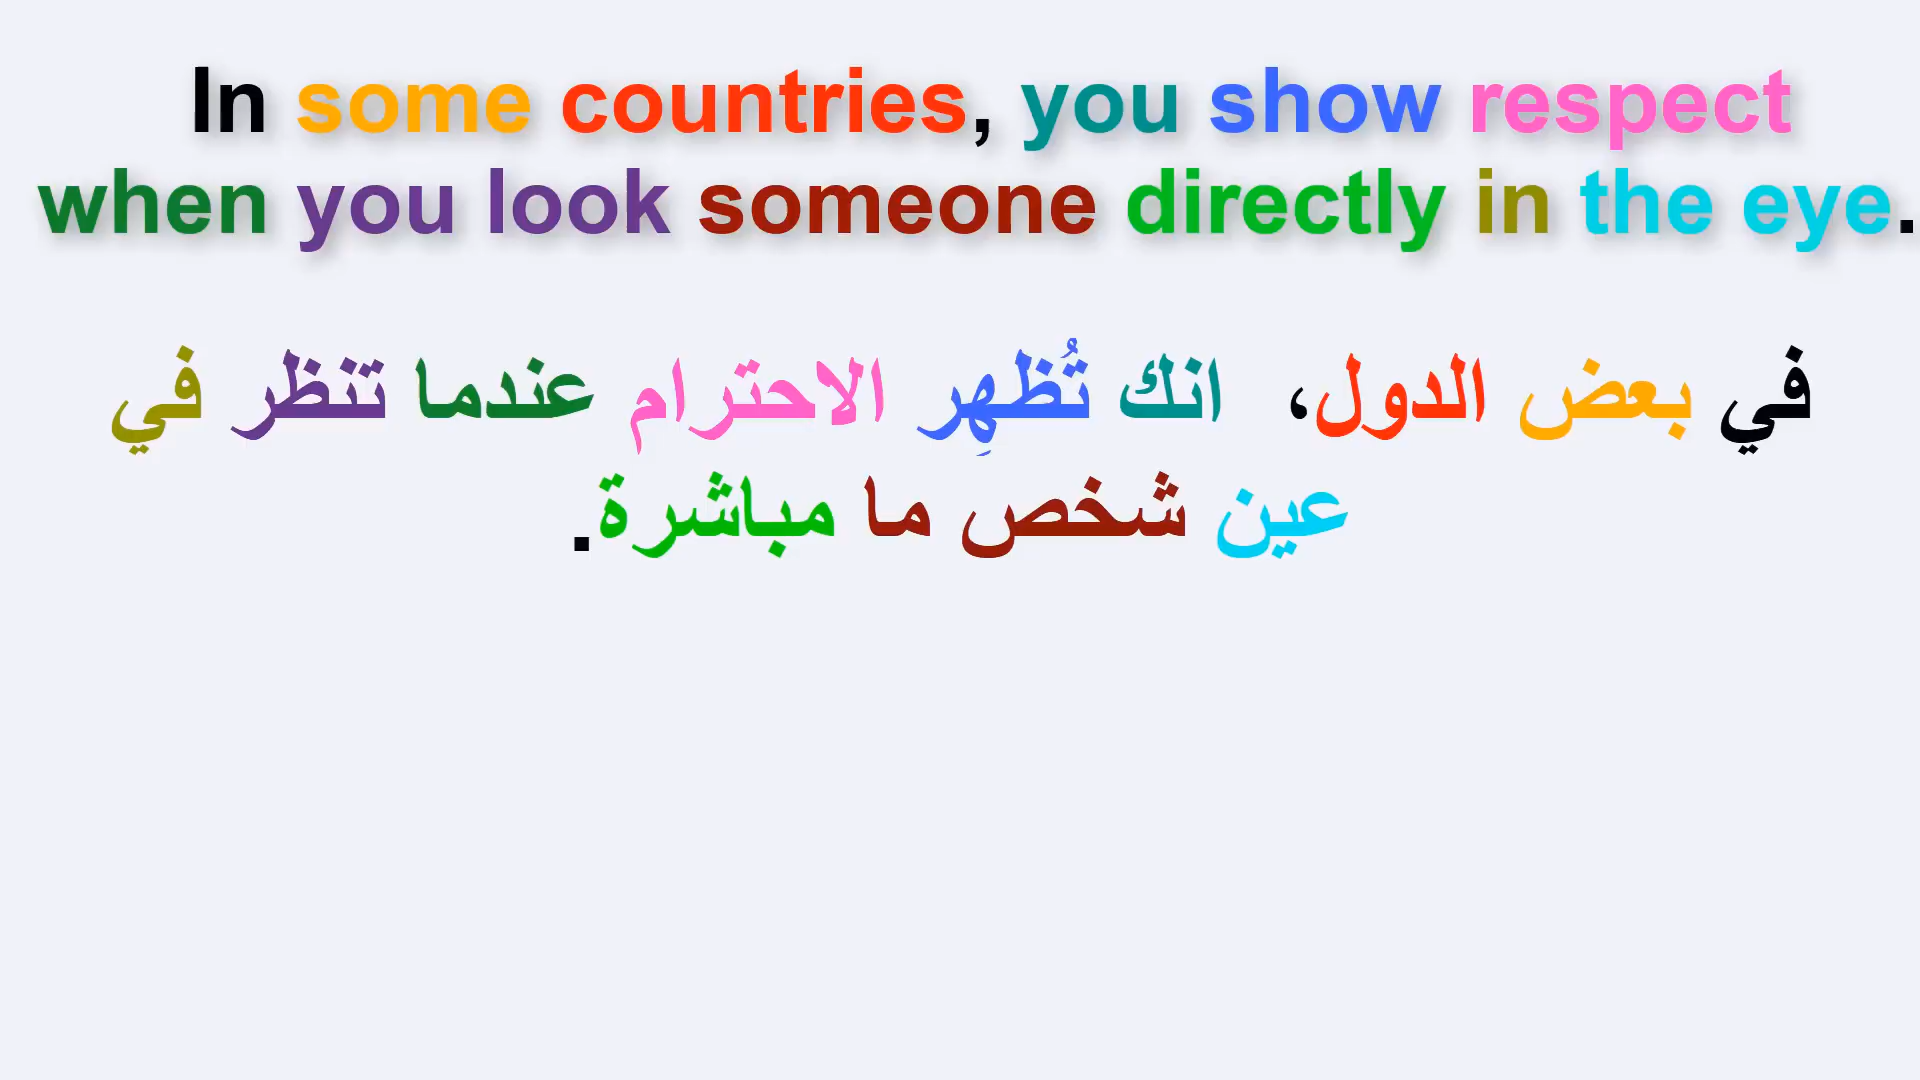 In some countries, you show respect
when you look someone directly in the eye.
في بعض الدول، انك تُظهِر الاحترام عندما تنظر في
عين شخص ما مباشرة.